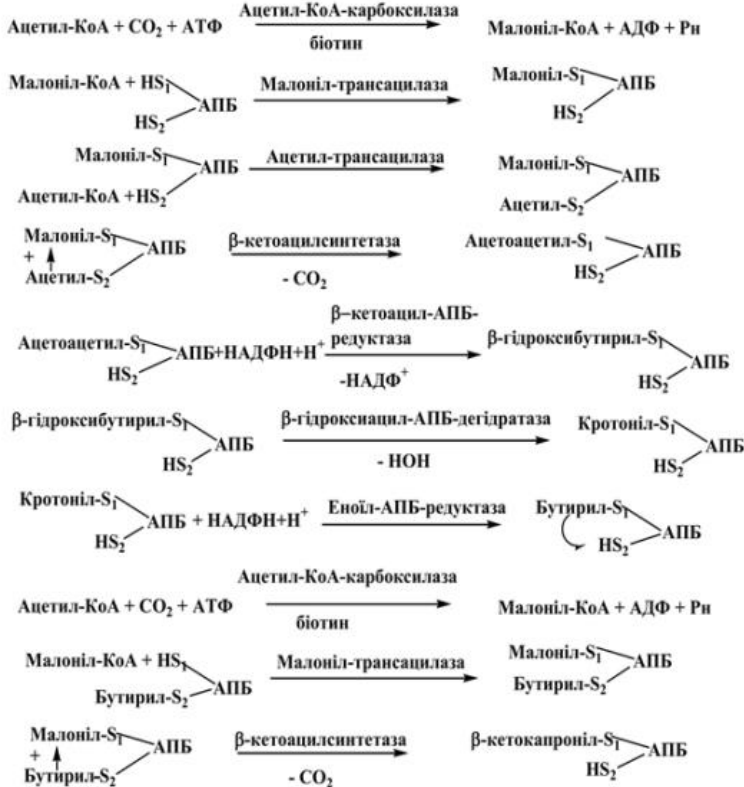 Ацетил-КоА + CO₂ + АТФ Ацетил-КоА-карбоксилаза біотин Малоніл-КоА + АДФ + Рн
Малоніл-КоА + HS₁ HS₂ АПБ Малоніл-трансацилаза Малоніл-S₁ HS₂ АПБ
Малоніл-S₁ Ацетил-КоА +HS₂ АПБ Ацетил-трансацилаза Малоніл-S₁ Ацетил-S₂ АПБ
Малоніл-S₁ + Ацетил-S₂ АПБ β-кетоацилсинтетаза - CO₂ Ацетоацетил-S₁ HS₂ АПБ
Ацетоацетил-S₁ HS₂ АПБ+НАДФН+Н⁺ β–кетоацил-АПБ-редуктаза -НАДФ⁺ β-гідроксибутирил-S₁ HS₂ АПБ
β-гідроксибутирил-S₁ HS₂ АПБ β-гідроксиацил-АПБ-дегідратаза - НОН Кротоніл-S₁ HS₂ АПБ
Кротоніл-S₁ HS₂ АПБ + НАДФН+Н⁺ Еноїл-АПБ-редуктаза Бутирил-S₁ HS₂ АПБ
Ацетил-КоА + CO₂ + АТФ Ацетил-КоА-карбоксилаза біотин Малоніл-КоА + АДФ + Рн
Малоніл-КоА + HS₁ Бутирил-S₂ АПБ Малоніл-трансацилаза Малоніл-S₁ Бутирил-S₂ АПБ
Малоніл-S₁ + Бутирил-S₂ АПБ β-кетоацилсинтетаза - CO₂ β-кетокапроніл-S₁ HS₂ АПБ